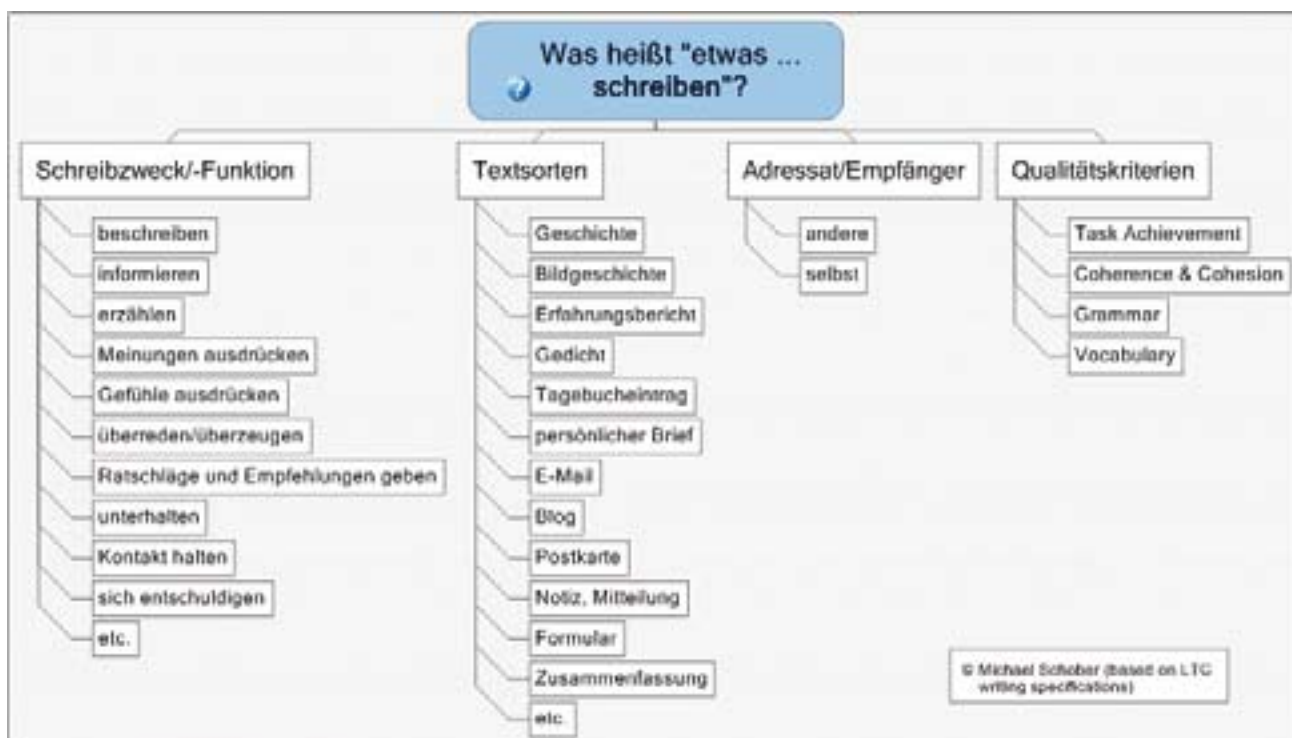 Was heißt "etwas ...
schreiben"?
Schreibzweck/-Funktion
beschreiben
informieren
erzählen
Meinungen ausdrücken
Gefühle ausdrücken
überreden/überzeugen
Ratschläge und Empfehlungen geben
unterhalten
Kontakt halten
sich entschuldigen
etc.
Textsorten
Geschichte
Bildgeschichte
Erfahrungsbericht
Gedicht
Tagebucheintrag
persönlicher Brief
E-Mail
Blog
Postkarte
Notiz, Mitteilung
Formular
Zusammenfassung
etc.
Adressat/Empfänger
andere
selbst
Qualitätskriterien
Task Achievement
Coherence & Cohesion
Grammar
Vocabulary
© Michael Schober (based on LTC
writing specifications)